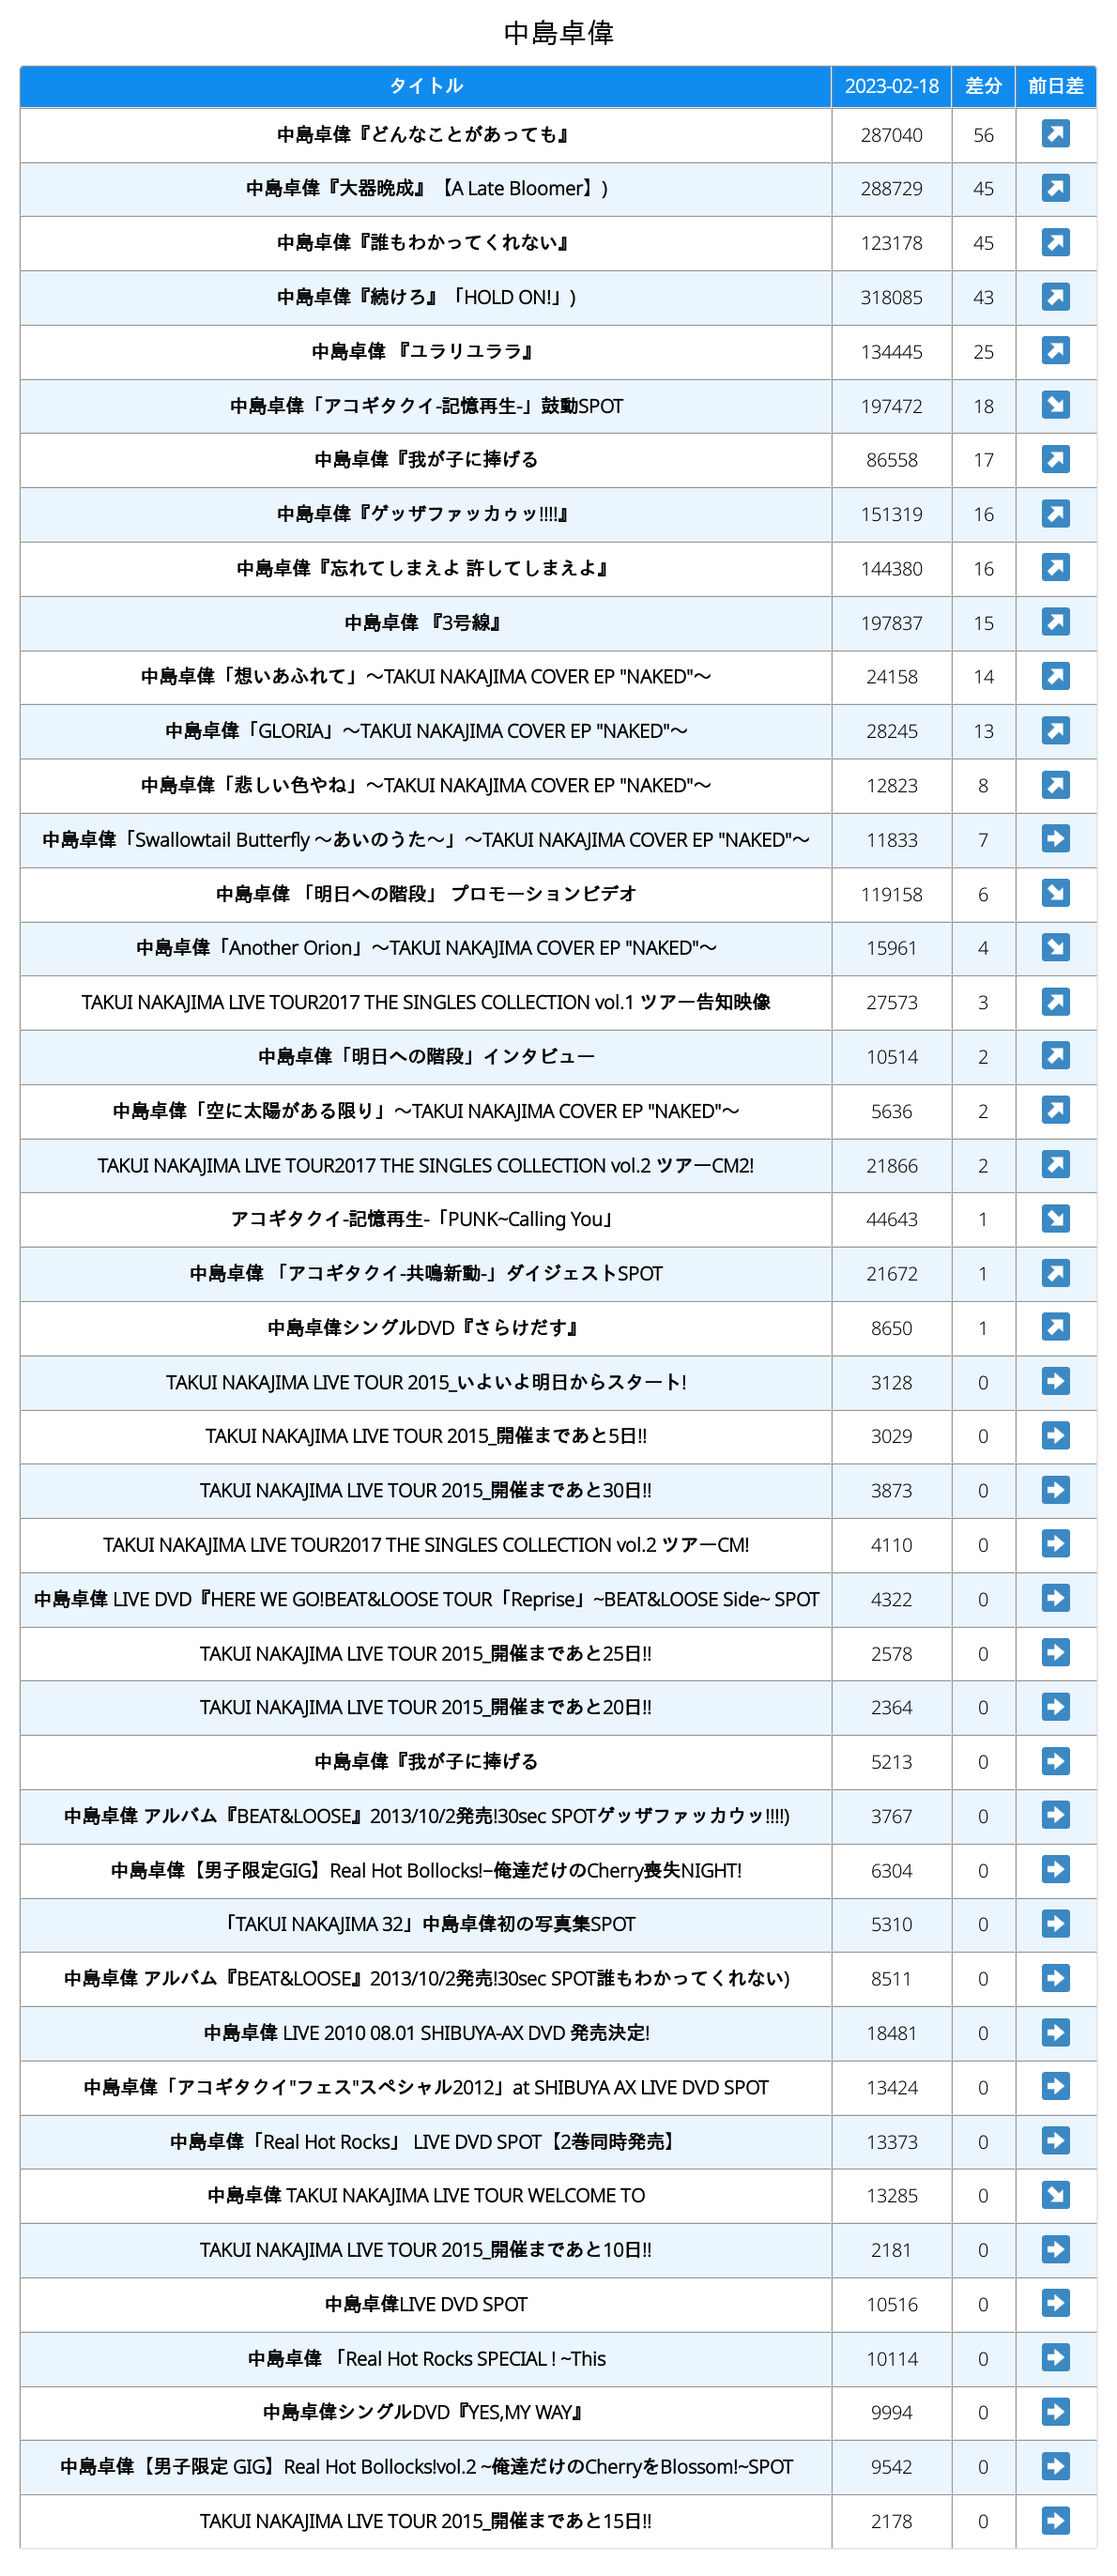 中島卓偉
タイトル 2023-02-18 差分 前日差
中島卓偉『どんなことがあっても』 287040 56 ↗
中島卓偉『大器晩成』【A Late Bloomer】) 288729 45 ↗
中島卓偉『誰もわかってくれない』 123178 45 ↗
中島卓偉『続けろ』「HOLD ON!」) 318085 43 ↗
中島卓偉 『ユラリユララ』 134445 25 ↗
中島卓偉「アコギタクイ-記憶再生-」鼓動SPOT 197472 18 ↘
中島卓偉『我が子に捧げる 86558 17 ↗
中島卓偉『ゲッザファッカゥッ!!!!』 151319 16 ↗
中島卓偉『忘れてしまえよ 許してしまえよ』 144380 16 ↗
中島卓偉 『3号線』 197837 15 ↗
中島卓偉「想いあふれて」～TAKUI NAKAJIMA COVER EP "NAKED"～ 24158 14 ↗
中島卓偉「GLORIA」～TAKUI NAKAJIMA COVER EP "NAKED"～ 28245 13 ↗
中島卓偉「悲しい色やね」～TAKUI NAKAJIMA COVER EP "NAKED"～ 12823 8 ↗
中島卓偉「Swallowtail Butterfly ～あいのうた～」～TAKUI NAKAJIMA COVER EP "NAKED"～ 11833 7 ➡
中島卓偉 「明日への階段」 プロモーションビデオ 119158 6 ↘
中島卓偉「Another Orion」～TAKUI NAKAJIMA COVER EP "NAKED"～ 15961 4 ↘
TAKUI NAKAJIMA LIVE TOUR2017 THE SINGLES COLLECTION vol.1 ツアー告知映像 27573 3 ↗
中島卓偉「明日への階段」インタビュー 10514 2 ↗
中島卓偉「空に太陽がある限り」～TAKUI NAKAJIMA COVER EP "NAKED"～ 5636 2 ↗
TAKUI NAKAJIMA LIVE TOUR2017 THE SINGLES COLLECTION vol.2 ツアーCM2! 21866 2 ↗
アコギタクイ-記憶再生-「PUNK~Calling You」 44643 1 ↘
中島卓偉 「アコギタクイ-共鳴新動-」ダイジェストSPOT 21672 1 ↗
中島卓偉シングルDVD『さらけだす』 8650 1 ↗
TAKUI NAKAJIMA LIVE TOUR 2015_いよいよ明日からスタート! 3128 0 ➡
TAKUI NAKAJIMA LIVE TOUR 2015_開催まであと5日!! 3029 0 ➡
TAKUI NAKAJIMA LIVE TOUR 2015_開催まであと30日!! 3873 0 ➡
TAKUI NAKAJIMA LIVE TOUR2017 THE SINGLES COLLECTION vol.2 ツアーCM! 4110 0 ➡
中島卓偉 LIVE DVD『HERE WE GO!BEAT&LOOSE TOUR「Reprise」~BEAT&LOOSE Side~ SPOT 4322 0 ➡
TAKUI NAKAJIMA LIVE TOUR 2015_開催まであと25日!! 2578 0 ➡
TAKUI NAKAJIMA LIVE TOUR 2015_開催まであと20日!! 2364 0 ➡
中島卓偉『我が子に捧げる 5213 0 ➡
中島卓偉 アルバム『BEAT&LOOSE』2013/10/2発売!30sec SPOTゲッザファッカウッ!!!!) 3767 0 ➡
中島卓偉【男子限定GIG】Real Hot Bollocks!−俺達だけのCherry喪失NIGHT! 6304 0 ➡
「TAKUI NAKAJIMA 32」中島卓偉初の写真集SPOT 5310 0 ➡
中島卓偉 アルバム『BEAT&LOOSE』2013/10/2発売!30sec SPOT誰もわかってくれない) 8511 0 ➡
中島卓偉 LIVE 2010 08.01 SHIBUYA-AX DVD 発売決定! 18481 0 ➡
中島卓偉「アコギタクイ"フェス"スペシャル2012」at SHIBUYA AX LIVE DVD SPOT 13424 0 ➡
中島卓偉「Real Hot Rocks」 LIVE DVD SPOT【2巻同時発売】 13373 0 ➡
中島卓偉 TAKUI NAKAJIMA LIVE TOUR WELCOME TO 13285 0 ↘
TAKUI NAKAJIMA LIVE TOUR 2015_開催まであと10日!! 2181 0 ➡
中島卓偉LIVE DVD SPOT 10516 0 ➡
中島卓偉 「Real Hot Rocks SPECIAL ! ~This 10114 0 ➡
中島卓偉シングルDVD『YES,MY WAY』 9994 0 ➡
中島卓偉【男子限定 GIG】Real Hot Bollocks!vol.2 ~俺達だけのCherryをBlossom!~SPOT 9542 0 ➡
TAKUI NAKAJIMA LIVE TOUR 2015_開催まであと15日!! 2178 0 ➡